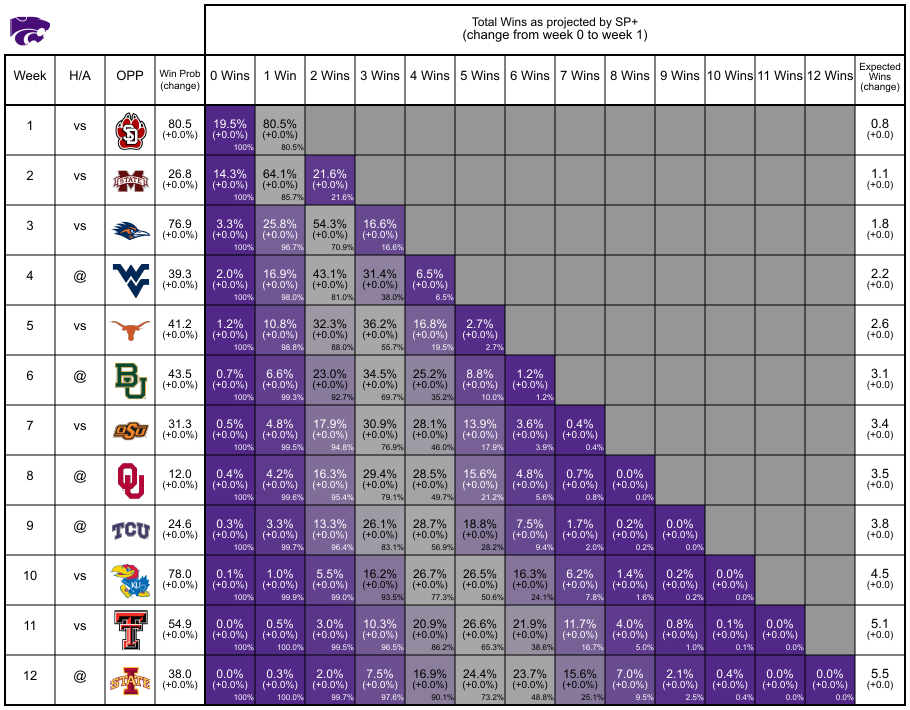 Total Wins as projected by SP+
(change from week 0 to week 1)
Week H/A OPP Win Prob (change) 0 Wins 1 Win 2 Wins 3 Wins 4 Wins 5 Wins 6 Wins 7 Wins 8 Wins 9 Wins 10 Wins 11 Wins 12 Wins Expected Wins (change)
1 vs SD 80.5 19.5% 80.5% 0.8
(+0.0%) (+0.0%) (+0.0%) (+0.0)
100% 80.5%
2 vs M STATE 26.8 14.3% 64.1% 21.6% 1.1
(+0.0%) (+0.0%) (+0.0%) (+0.0%) (+0.0)
100% 85.7% 21.6%
3 vs 76.9 3.3% 25.8% 54.3% 16.6% 1.8
(+0.0%) (+0.0%) (+0.0%) (+0.0%) (+0.0%) (+0.0)
100% 96.7% 70.9% 16.6%
4 @ WV 39.3 2.0% 16.9% 43.1% 31.4% 6.5% 2.2
(+0.0%) (+0.0%) (+0.0%) (+0.0%) (+0.0%) (+0.0%) (+0.0)
100% 98.0% 81.0% 38.0% 6.5%
5 vs 41.2 1.2% 10.8% 32.3% 36.2% 16.8% 2.7% 2.6
(+0.0%) (+0.0%) (+0.0%) (+0.0%) (+0.0%) (+0.0%) (+0.0%) (+0.0)
100% 98.8% 88.0% 55.7% 19.5% 2.7%
6 @ BU 43.5 0.7% 6.6% 23.0% 34.5% 25.2% 8.8% 1.2% 3.1
(+0.0%) (+0.0%) (+0.0%) (+0.0%) (+0.0%) (+0.0%) (+0.0%) (+0.0%) (+0.0)
100% 99.3% 92.7% 69.7% 35.2% 10.0% 1.2%
7 vs OSU 31.3 0.5% 4.8% 17.9% 30.9% 28.1% 13.9% 3.6% 0.4% 3.4
(+0.0%) (+0.0%) (+0.0%) (+0.0%) (+0.0%) (+0.0%) (+0.0%) (+0.0%) (+0.0%) (+0.0)
100% 99.5% 94.8% 76.9% 46.0% 17.9% 3.9% 0.4%
8 @ OU 12.0 0.4% 4.2% 16.3% 29.4% 28.5% 15.6% 4.8% 0.7% 0.0% 3.5
(+0.0%) (+0.0%) (+0.0%) (+0.0%) (+0.0%) (+0.0%) (+0.0%) (+0.0%) (+0.0%) (+0.0%) (+0.0)
100% 99.6% 95.4% 79.1% 49.7% 21.2% 5.6% 0.8% 0.0%
9 @ TCU 24.6 0.3% 3.3% 13.3% 26.1% 28.7% 18.8% 7.5% 1.7% 0.2% 0.0% 3.8
(+0.0%) (+0.0%) (+0.0%) (+0.0%) (+0.0%) (+0.0%) (+0.0%) (+0.0%) (+0.0%) (+0.0%) (+0.0%) (+0.0)
100% 99.7% 96.4% 83.1% 56.9% 28.2% 9.4% 2.0% 0.2% 0.0%
10 vs KU 78.0 0.1% 1.0% 5.5% 16.2% 26.7% 26.5% 16.3% 6.2% 1.4% 0.2% 0.0% 4.5
(+0.0%) (+0.0%) (+0.0%) (+0.0%) (+0.0%) (+0.0%) (+0.0%) (+0.0%) (+0.0%) (+0.0%) (+0.0%) (+0.0%) (+0.0)
100% 99.9% 99.0% 93.5% 77.3% 50.6% 24.1% 7.8% 1.6% 0.2% 0.0%
11 vs T 54.9 0.0% 0.5% 3.0% 10.3% 20.9% 26.6% 21.9% 11.7% 4.0% 0.8% 0.1% 0.0% 5.1
(+0.0%) (+0.0%) (+0.0%) (+0.0%) (+0.0%) (+0.0%) (+0.0%) (+0.0%) (+0.0%) (+0.0%) (+0.0%) (+0.0%) (+0.0%) (+0.0)
100% 100.0% 99.5% 96.5% 86.2% 65.3% 38.6% 16.7% 5.0% 1.0% 0.1% 0.0%
12 @ I STATE 38.0 0.0% 0.3% 2.0% 7.5% 16.9% 24.4% 23.7% 15.6% 7.0% 2.1% 0.4% 0.0% 0.0% 5.5
(+0.0%) (+0.0%) (+0.0%) (+0.0%) (+0.0%) (+0.0%) (+0.0%) (+0.0%) (+0.0%) (+0.0%) (+0.0%) (+0.0%) (+0.0%) (+0.0%) (+0.0)
100% 100.0% 99.7% 97.6% 90.1% 73.2% 48.8% 25.1% 9.5% 2.5% 0.4% 0.0% 0.0%